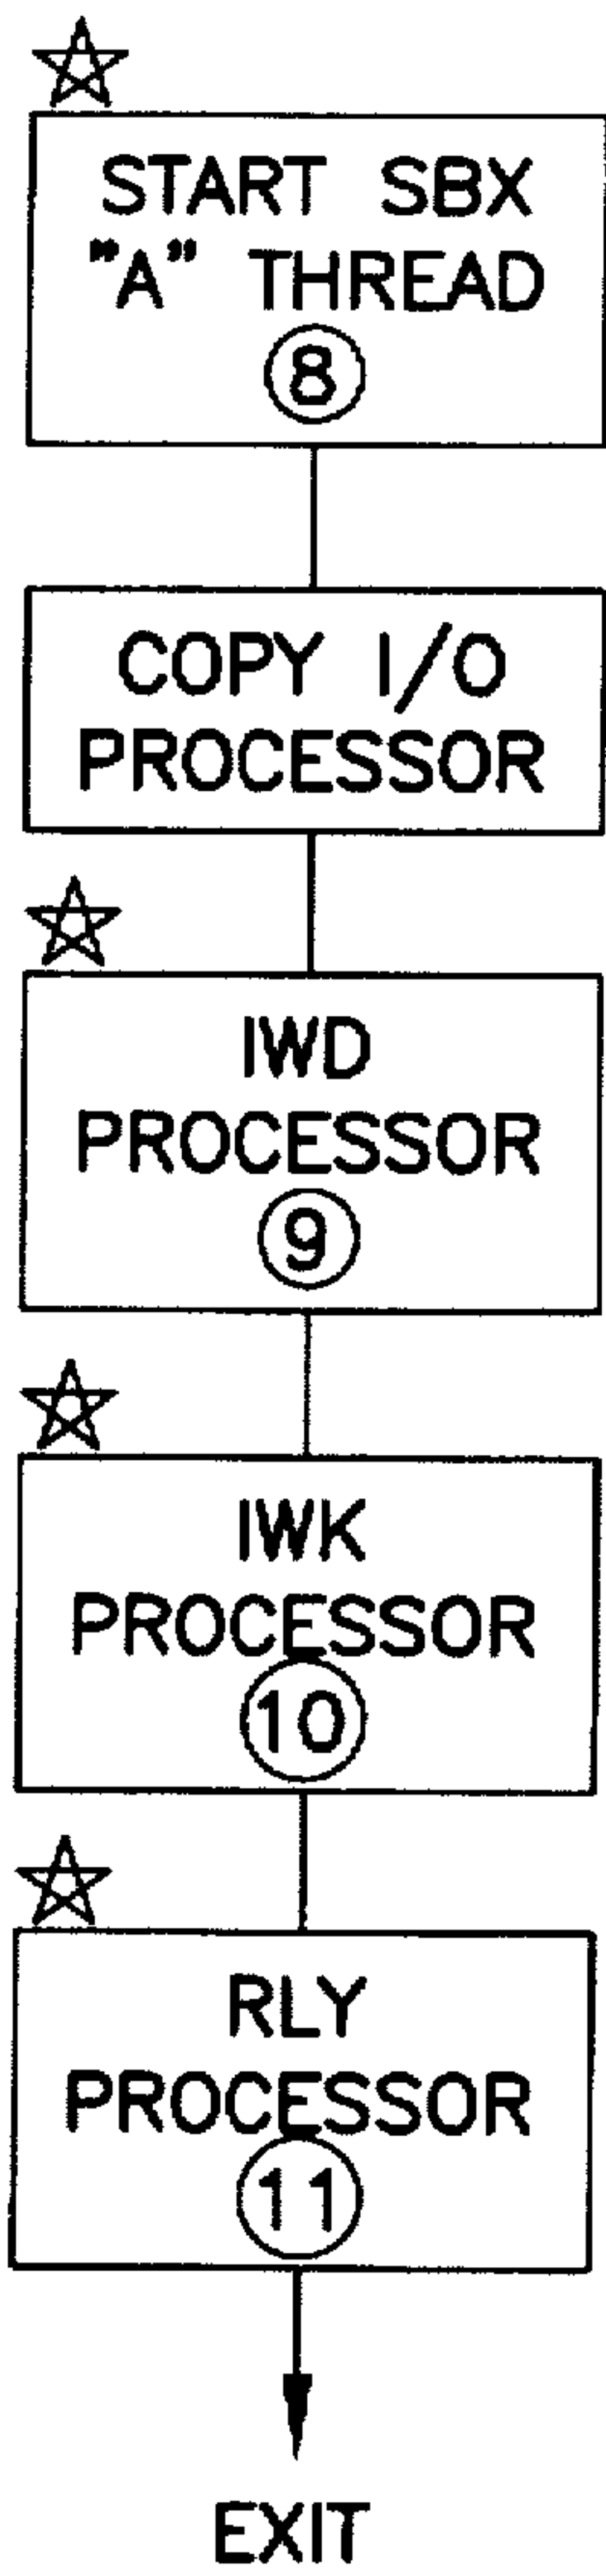 START SBX
"A" THREAD
8
COPY I/O
PROCESSOR
IWD
PROCESSOR
9
IWK
PROCESSOR
10
RLY
PROCESSOR
11
EXIT